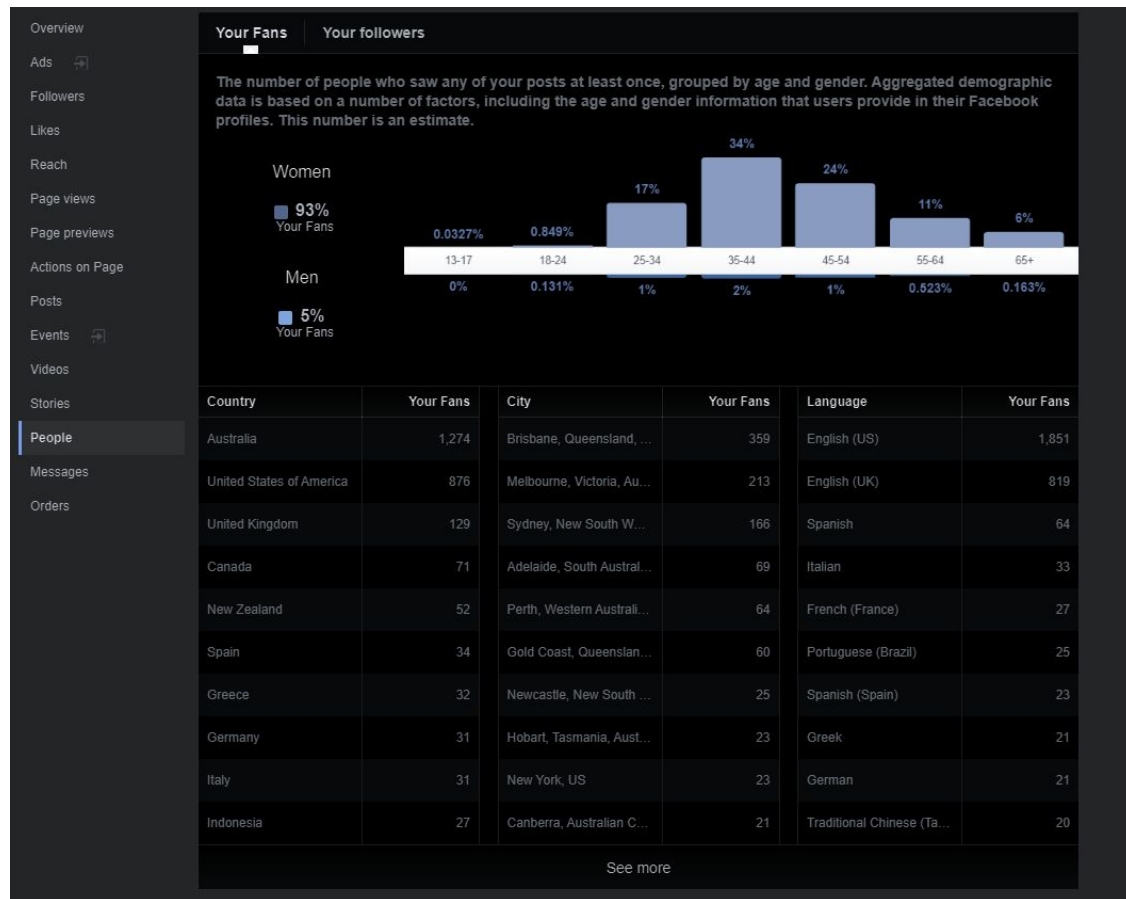 Overview
Ads
Followers
Likes
Reach
Page views
Page previews
Actions on Page
Posts
Events
Videos
Stories
People
Messages
Orders
Your Fans Your followers
The number of people who saw any of your posts at least once, grouped by age and gender. Aggregated demographic
data is based on a number of factors, including the age and gender information that users provide in their Facebook
profiles. This number is an estimate.
Women
93%
Your Fans
Men
5%
Your Fans
0.0327% 0.849% 17% 34% 24% 11% 6%
13-17 18-24 25-34 35-44 45-54 55-64 65+
0% 0.131% 1% 2% 1% 0.523% 0.163%
Country Your Fans City Your Fans Language Your Fans
Australia 1,274 Brisbane, Queensland, ... 359 English (US) 1,851
United States of America 876 Melbourne, Victoria, Au... 213 English (UK) 819
United Kingdom 129 Sydney, New South W... 166 Spanish 64
Canada 71 Adelaide, South Austral... 69 Italian 33
New Zealand 52 Perth, Western Australi... 64 French (France) 27
Spain 34 Gold Coast, Queenslan... 60 Portuguese (Brazil) 25
Greece 32 Newcastle, New South ... 25 Spanish (Spain) 23
Germany 31 Hobart, Tasmania, Aust... 23 Greek 21
Italy 31 New York, US 23 German 21
Indonesia 27 Canberra, Australian C... 21 Traditional Chinese (Ta... 20
See more